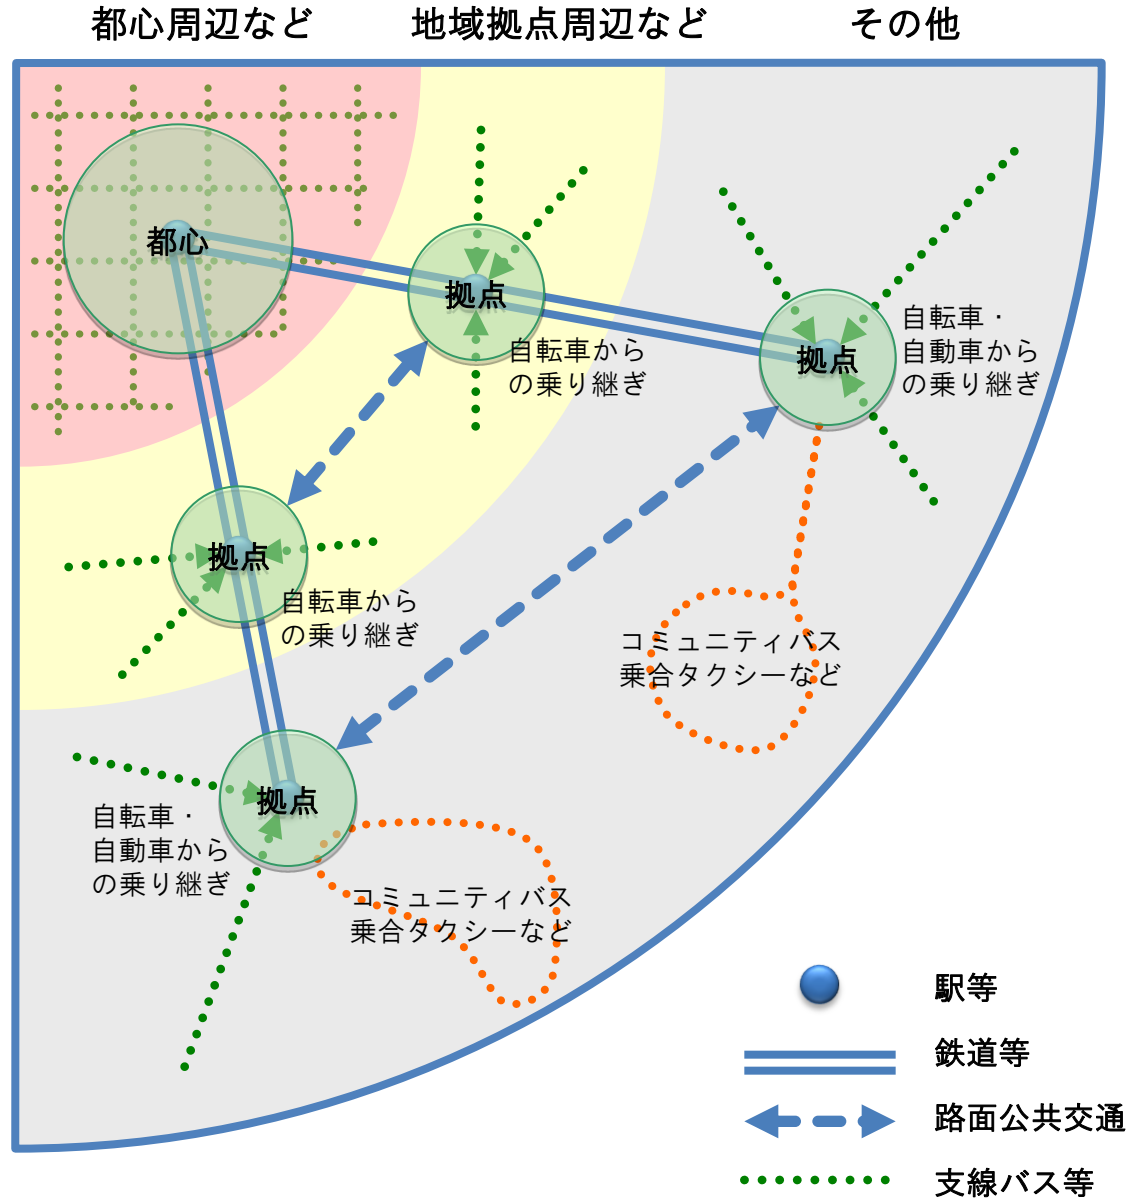 都心周辺など
地域拠点周辺など
その他
都心
拠点
自転車から
の乗り継ぎ
拠点
自転車・
自動車から
の乗り継ぎ
拠点
自転車から
の乗り継ぎ
コミュニティバス
乗合タクシーなど
拠点
自転車・
自動車から
の乗り継ぎ
コミュニティバス
乗合タクシーなど
駅等
鉄道等
路面公共交通
支線バス等